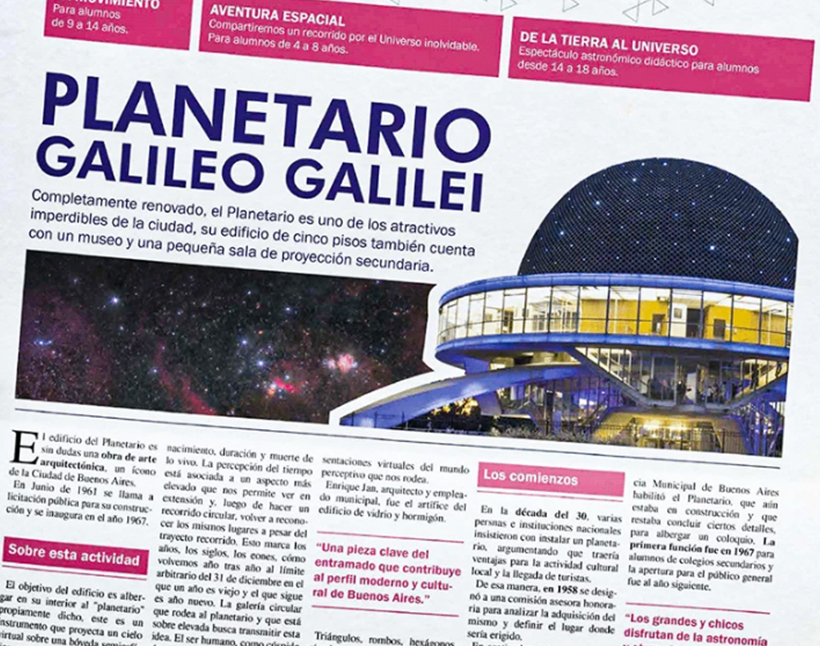 MOVIMIENTO
Para alumnos
de 9 a 14 años.
AVENTURA ESPACIAL
Compartiremos un recorrido por el Universo inolvidable.
Para alumnos de 4 a 8 años.
DE LA TIERRA AL UNIVERSO
Espectáculo astronómico didáctico para alumnos
desde 14 a 18 años.
PLANETARIO
GALILEO GALILEI
Completamente renovado, el Planetario es uno de los atractivos
imperdibles de la ciudad, su edificio de cinco pisos también cuenta
con un museo y una pequeña sala de proyección secundaria.
El edificio del Planetario es
sin dudas una obra de arte
arquitectónica, un ícono
de la Ciudad de Buenos Aires.
En Junio de 1961 se llama a
licitación pública para su construc-
ción y se inaugura en el año 1967.
Sobre esta actividad
El objetivo del edificio es alber-
gar en su interior al "planetario"
propiamente dicho, este es un
instrumento que proyecta un cielo
virtual sobre una bóveda
nacimiento, duración y muerte de
lo vivo. La percepción del tiempo
está asociada a un aspecto más
elevado que nos permite ver en
extensión y, luego de hacer un
recorrido circular, volver a recono-
cer los mismos lugares a pesar del
trayecto recorrido. Esto marca los
años, los siglos, los eones, cómo
volvemos año tras año al límite
arbitrario del 31 de diciembre en el
que un año es viejo y el que sigue
es año nuevo. La galería circular
que rodea al planetario y que está
sobre elevada busca transmitir esta
idea. El ser humano, como
sentaciones virtuales del mundo
perceptivo que nos rodea.
Enrique Jan, arquitecto y emplea-
do municipal, fue el artífice del
edificio de vidrio y hormigón.
"Una pieza clave del
entramado que contribuye
al perfil moderno y cultu-
ral de Buenos Aires."
Triángulos, rombos, hexágonos
Los comienzos
En la década del 30, varias
persnas e instituciones nacionales
insistieron con instalar un planeta-
rio, argumentando que traería
ventajas para la actividad cultural
local y la llegada de turistas.
De esa manera, en 1958 se desig-
nó a una comisión asesora honora-
ria para analizar la adquisición del
mismo y definir el lugar donde
sería erigido.
cia Municipal de Buenos Aires
habilitó el Planetario, que aún
estaba en construcción y que
restaba concluir ciertos detalles,
para albergar un coloquio. La
primera función fue en 1967 para
alumnos de colegios secundarios y
la apertura para el público general
fue al año siguiente.
"Los grandes y chicos
disfrutan de la astronomía